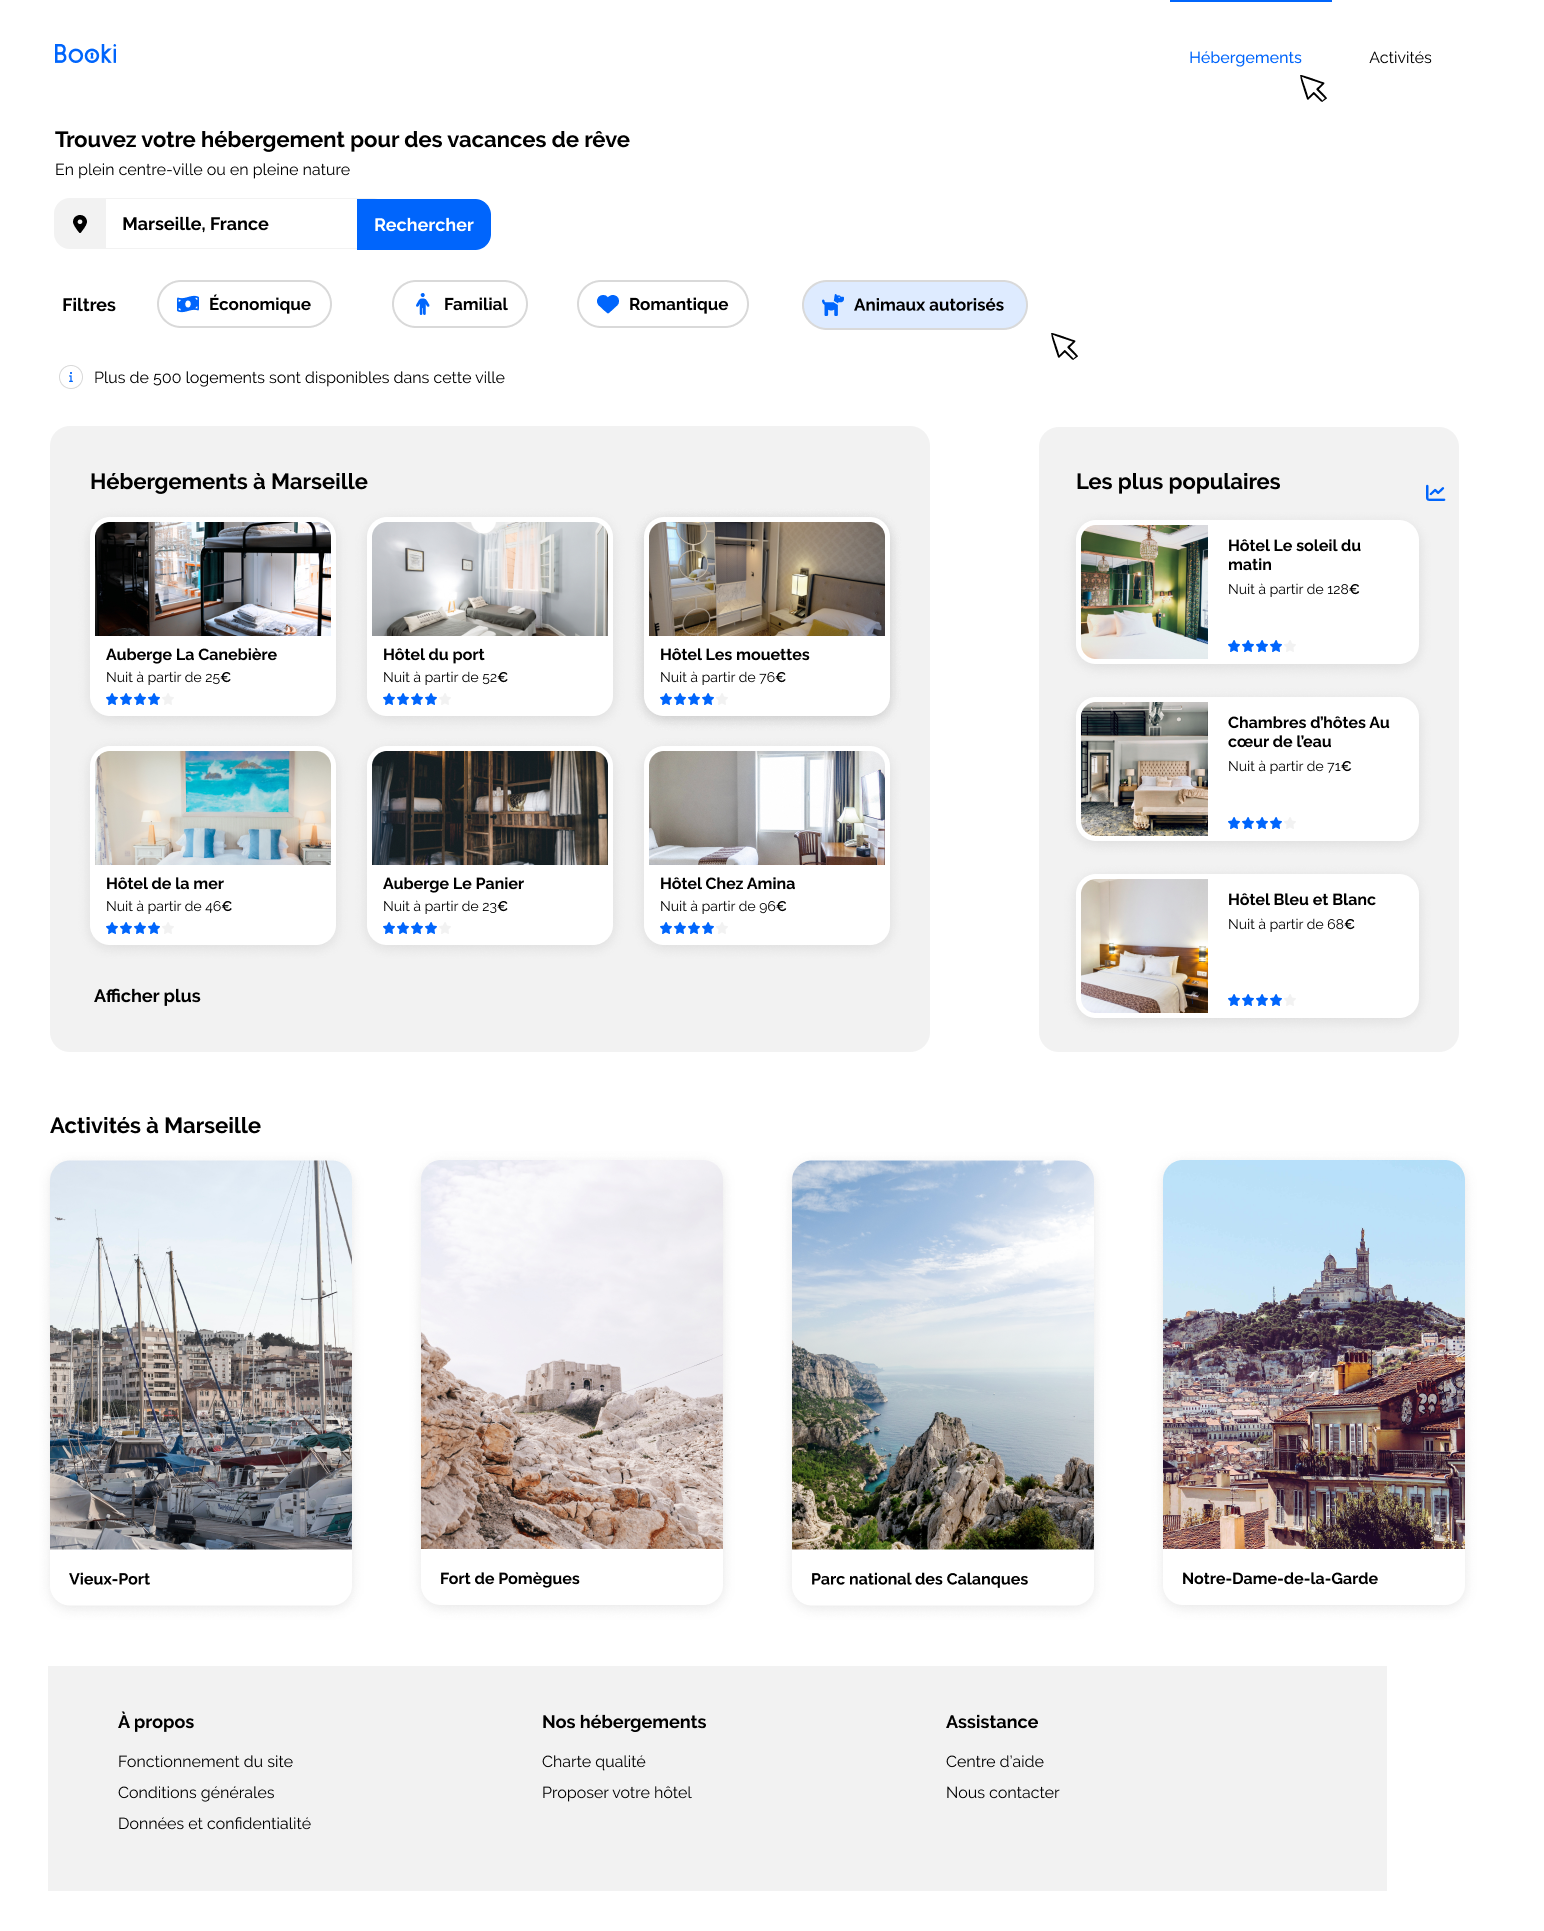 Booki
Hébergements
Activités
Trouvez votre hébergement pour des vacances de rêve
En plein centre-ville ou en pleine nature
Marseille, France
Rechercher
Filtres
Économique
Familial
Romantique
Animaux autorisés
Plus de 500 logements sont disponibles dans cette ville
Hébergements à Marseille
Auberge La Canebière
Nuit à partir de 25€
Hôtel du port
Nuit à partir de 52€
Hôtel Les mouettes
Nuit à partir de 76€
Hôtel de la mer
Nuit à partir de 46€
Auberge Le Panier
Nuit à partir de 23€
Hôtel Chez Amina
Nuit à partir de 96€
Afficher plus
Les plus populaires
Hôtel Le soleil du
matin
Nuit à partir de 128€
Chambres d'hôtes Au
cœur de l'eau
Nuit à partir de 71€
Hôtel Bleu et Blanc
Nuit à partir de 68€
Activités à Marseille
Vieux-Port
Fort de Pomègues
Parc national des Calanques
Notre-Dame-de-la-Garde
À propos
Fonctionnement du site
Conditions générales
Données et confidentialité
Nos hébergements
Charte qualité
Proposer votre hôtel
Assistance
Centre d'aide
Nous contacter